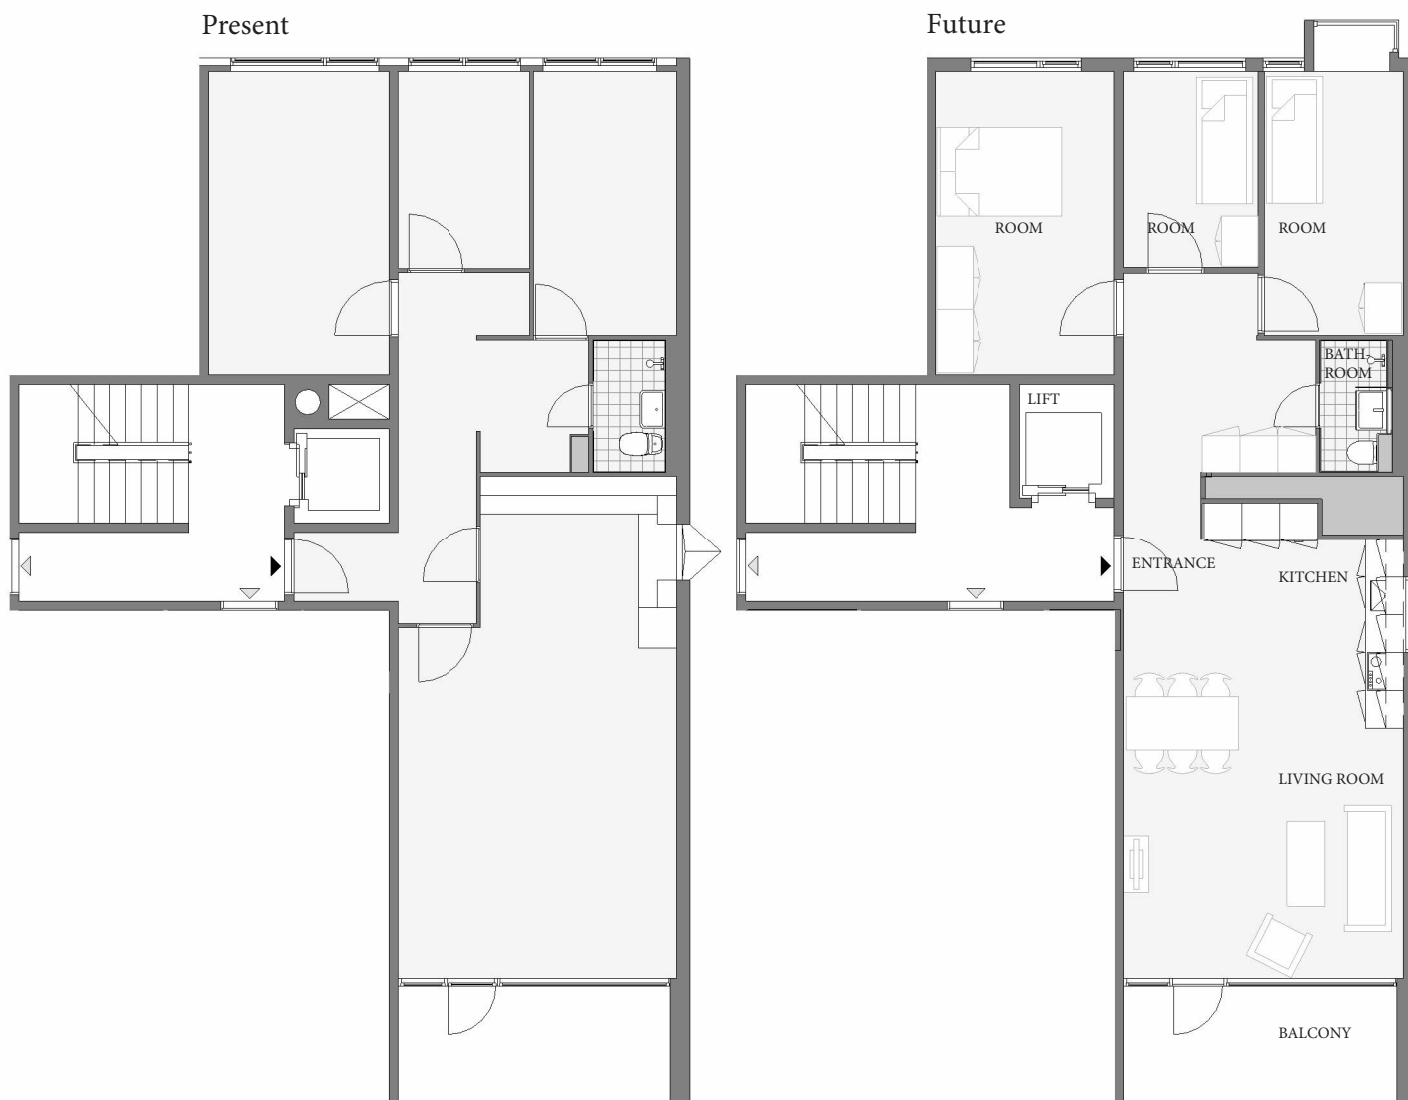 Present
Future
ROOM
ROOM
ROOM
BATH-
ROOM
LIFT
ENTRANCE
KITCHEN
LIVING ROOM
BALCONY